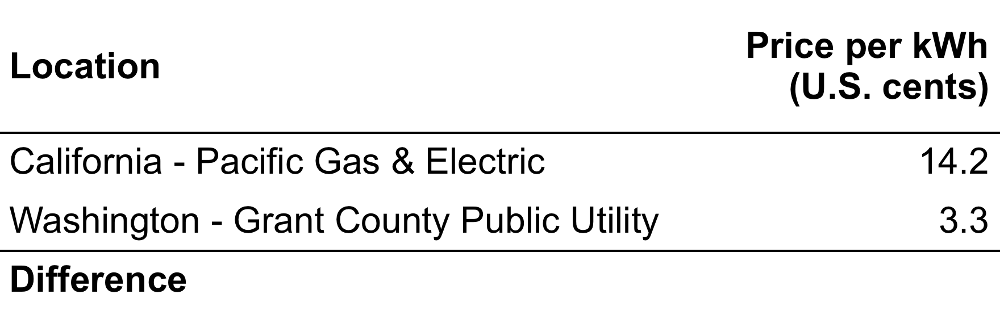 Location Price per kWh
(U.S. cents)
California - Pacific Gas & Electric 14.2
Washington - Grant County Public Utility 3.3
Difference